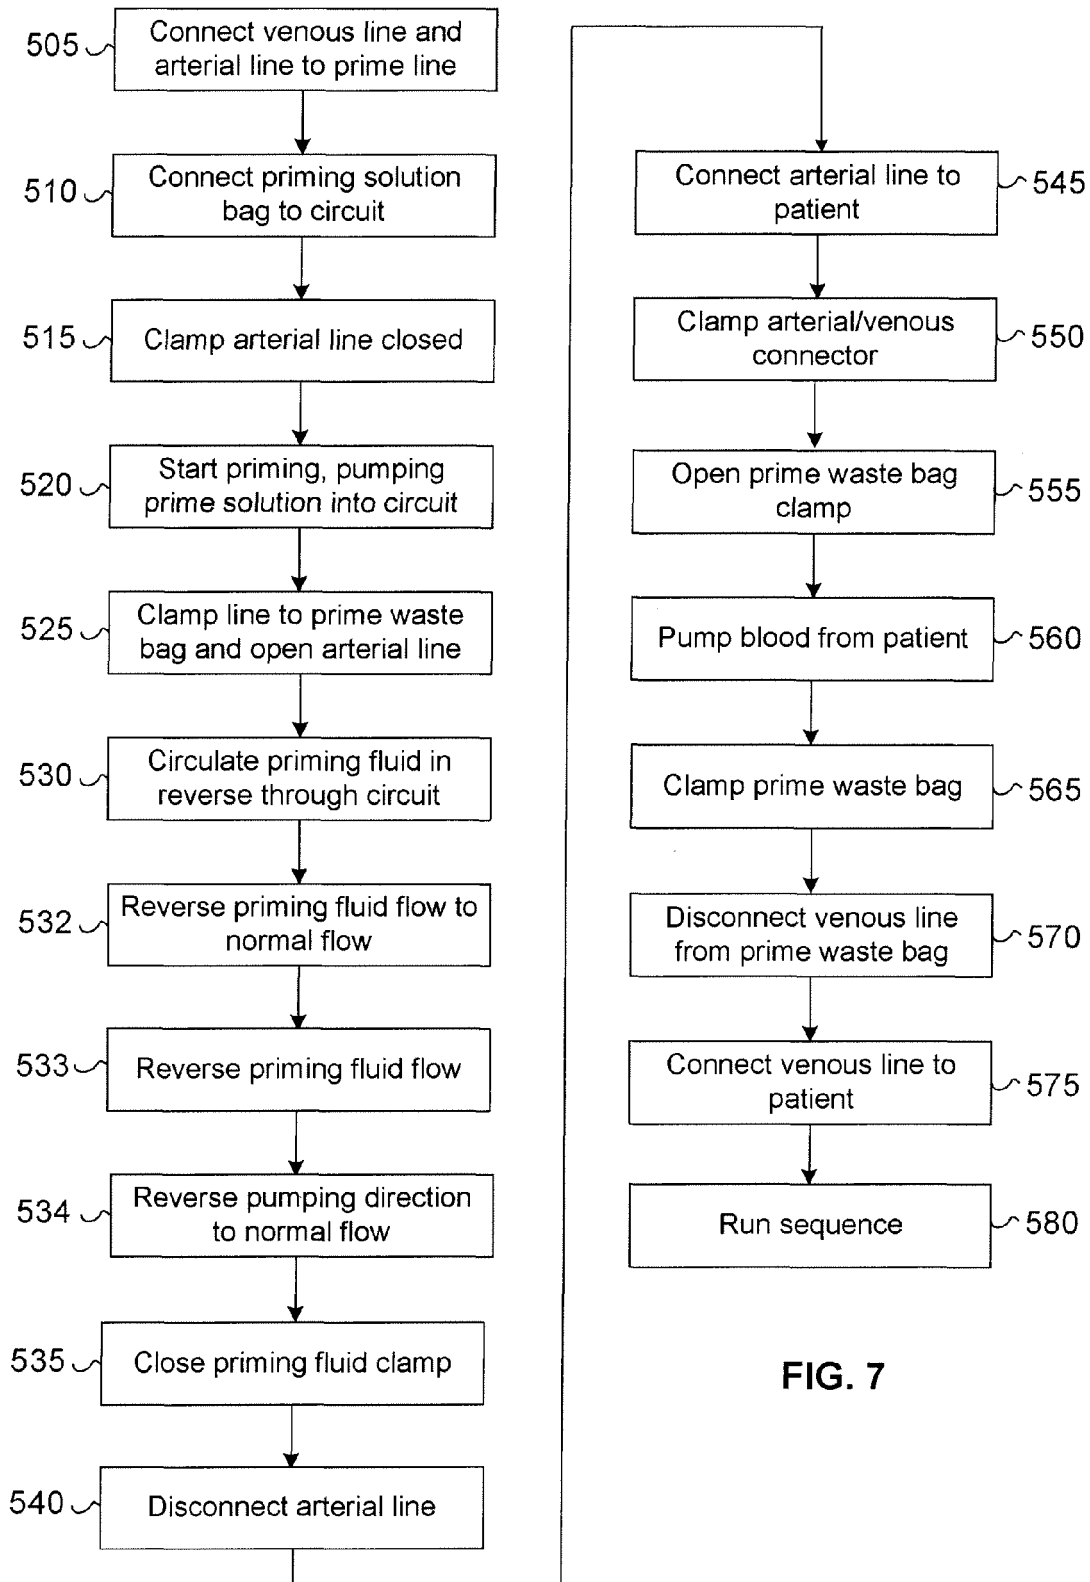 505
Connect venous line and
arterial line to prime line
510
Connect priming solution
bag to circuit
515
Clamp arterial line closed
520
Start priming, pumping
prime solution into circuit
525
Clamp line to prime waste
bag and open arterial line
530
Circulate priming fluid in
reverse through circuit
532
Reverse priming fluid flow to
normal flow
533
Reverse priming fluid flow
534
Reverse pumping direction
to normal flow
535
Close priming fluid clamp
540
Disconnect arterial line
Connect arterial line to
patient
545
Clamp arterial/venous
connector
550
Open prime waste bag
clamp
555
Pump blood from patient
560
Clamp prime waste bag
565
Disconnect venous line
from prime waste bag
570
Connect venous line to
patient
575
Run sequence
580
FIG. 7